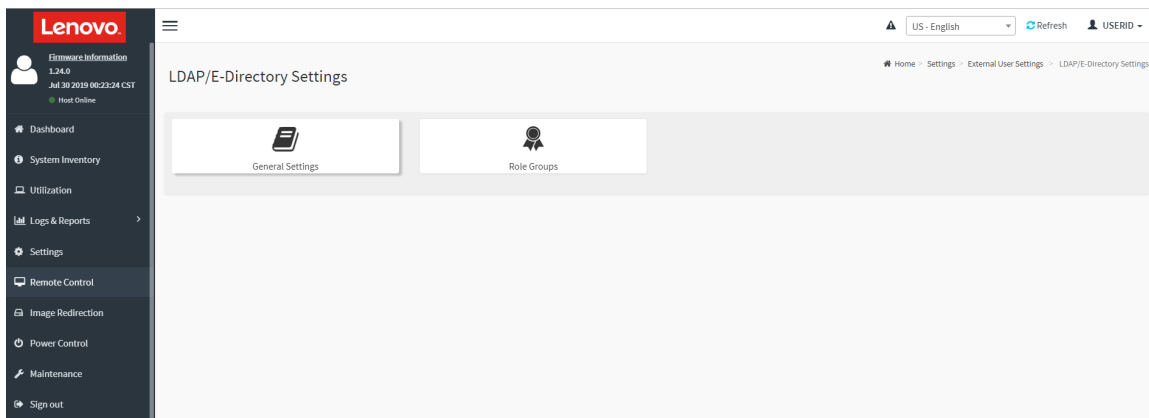 Lenovo.
US - English
Refresh
USERID
Firmware Information
1.24.0
Jul 30 2019 00:23:24 CST
Host Online
LDAP/E-Directory Settings
Home > Settings > External User Settings > LDAP/E-Directory Settings
Dashboard
System Inventory
Utilization
Logs & Reports >
Settings
Remote Control
Image Redirection
Power Control
Maintenance
Sign out
General Settings
Role Groups